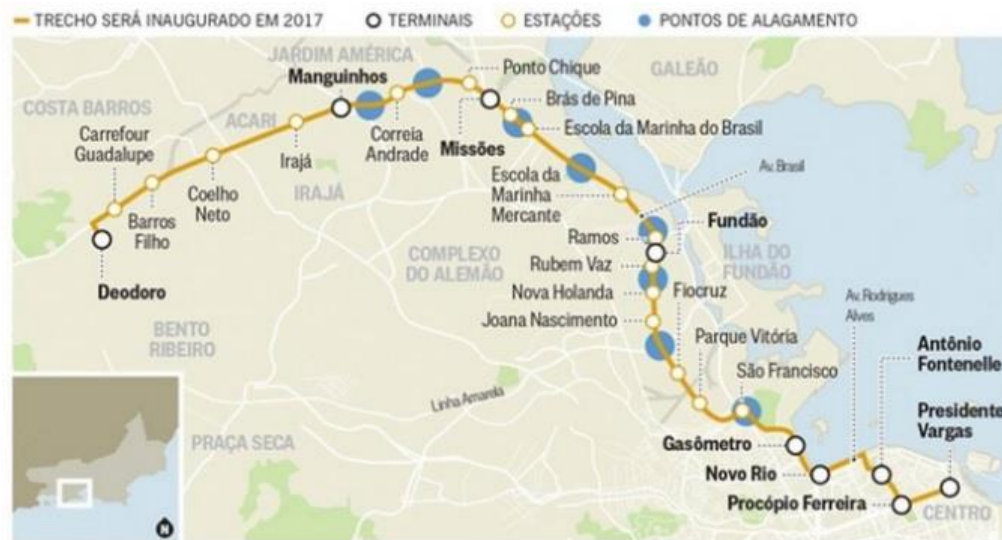 TRECHO SERÁ INAUGURADO EM 2017
TERMINAIS
ESTAÇÕES
PONTOS DE ALAGAMENTO
JARDIM AMÉRICA
Manguinhos
Ponto Chique
GALEÃO
COSTA BARROS
ACARI
Brás de Pina
Carrefour
Guadalupe
Correia
Andrade
Missões
Escola da Marinha do Brasil
Irajá
Coelho
Neto
IRAJÁ
Escola da
Marinha
Mercante
Av. Brasil
Barros
Filho
Ramos
Fundão
COMPLEXO
DO ALEMÃO
Rubem Vaz
ILHA DO
FUNDÃO
Deodoro
Nova Holanda
Fiocruz
Av. Rodrigues
Alves
BENTO
RIBEIRO
Joana Nascimento
Parque Vitória
Antônio
Fontenelle
São Francisco
Linha Amarela
Presidente
Vargas
PRAÇA SECA
Gasômetro
Novo Rio
Procópio Ferreira
CENTRO
N